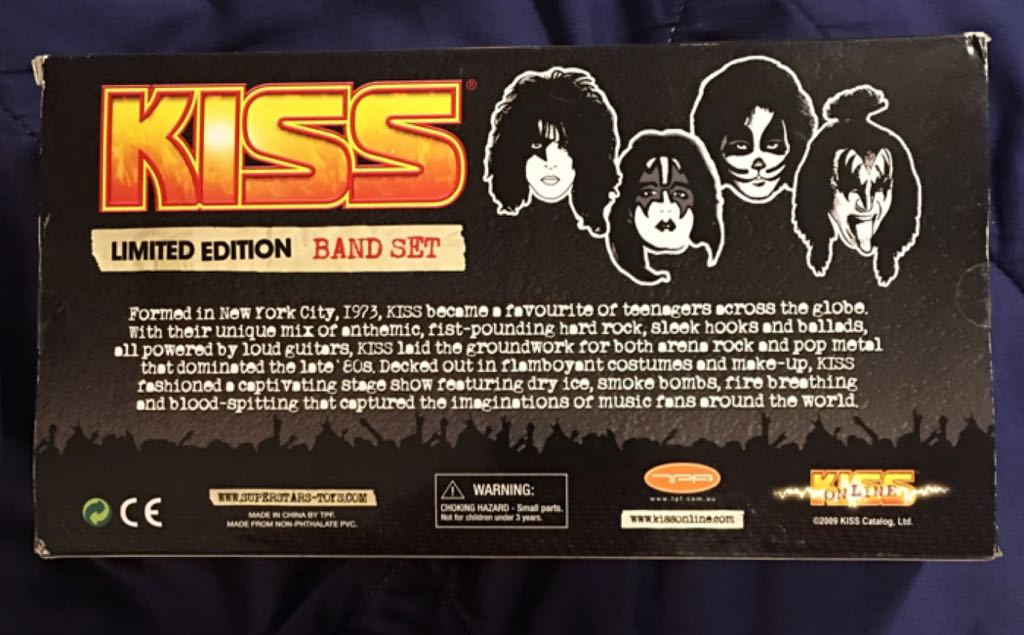 KISS®
LIMITED EDITION BAND SET
Formed in New York City, 1973, KISS became a favourite of teenagers across the globe.
With their unique mix of anthemic, fist-pounding hard rock, sleek hooks and ballads,
all powered by loud guitars, KISS laid the groundwork for both arena rock and pop metal
that dominated the late '80s. Decked out in flamboyant costumes and make-up, KISS
fashioned a captivating stage show featuring dry ice, smoke bombs, fire breathing
and blood-spitting that captured the imaginations of music fans around the world.
CE
WWW.SUPERSTARS-TOYS.COM
MADE IN CHINA BY TPF.
MADE FROM NON-PHTHALATE PVC.
WARNING:
CHOKING HAZARD - Small parts.
Not for children under 3 years.
TPF
www.tpf.com.au
www.kissonline.com
KISS
ONLINE
©2009 KISS Catalog, Ltd.